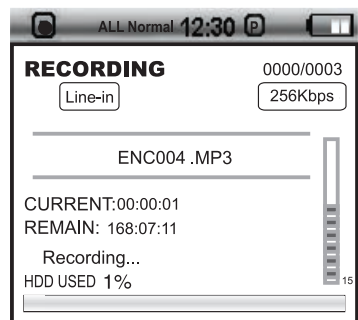 ALL Normal 12:30 P
RECORDING 0000/0003
Line-in 256Kbps
ENC004 .MP3
CURRENT:00:00:01
REMAIN: 168:07:11
Recording...
HDD USED 1% 15